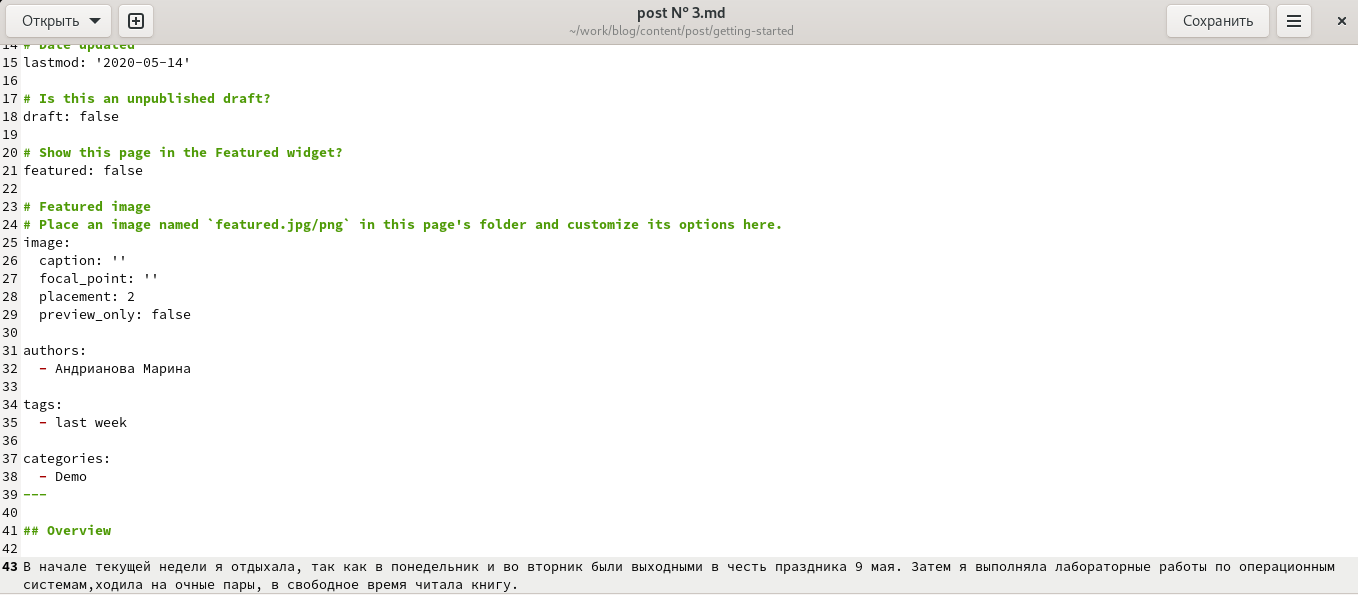 Открыть
post № 3.md
~/work/blog/content/post/getting-started
Сохранить
14 # Date updated
15 lastmod: '2020-05-14'
16
17 # Is this an unpublished draft?
18 draft: false
19
20 # Show this page in the Featured widget?
21 featured: false
22
23 # Featured image
24 # Place an image named `featured.jpg/png` in this page's folder and customize its options here.
25 image:
26   caption: ''
27   focal_point: ''
28   placement: 2
29   preview_only: false
30
31 authors:
32   - Андрианова Марина
33
34 tags:
35   - last week
36
37 categories:
38   - Demo
39 ---
40
41 ## Overview
42
43 В начале текущей недели я отдыхала, так как в понедельник и во вторник были выходными в честь праздника 9 мая. Затем я выполняла лабораторные работы по операционным
системам,ходила на очные пары, в свободное время читала книгу.